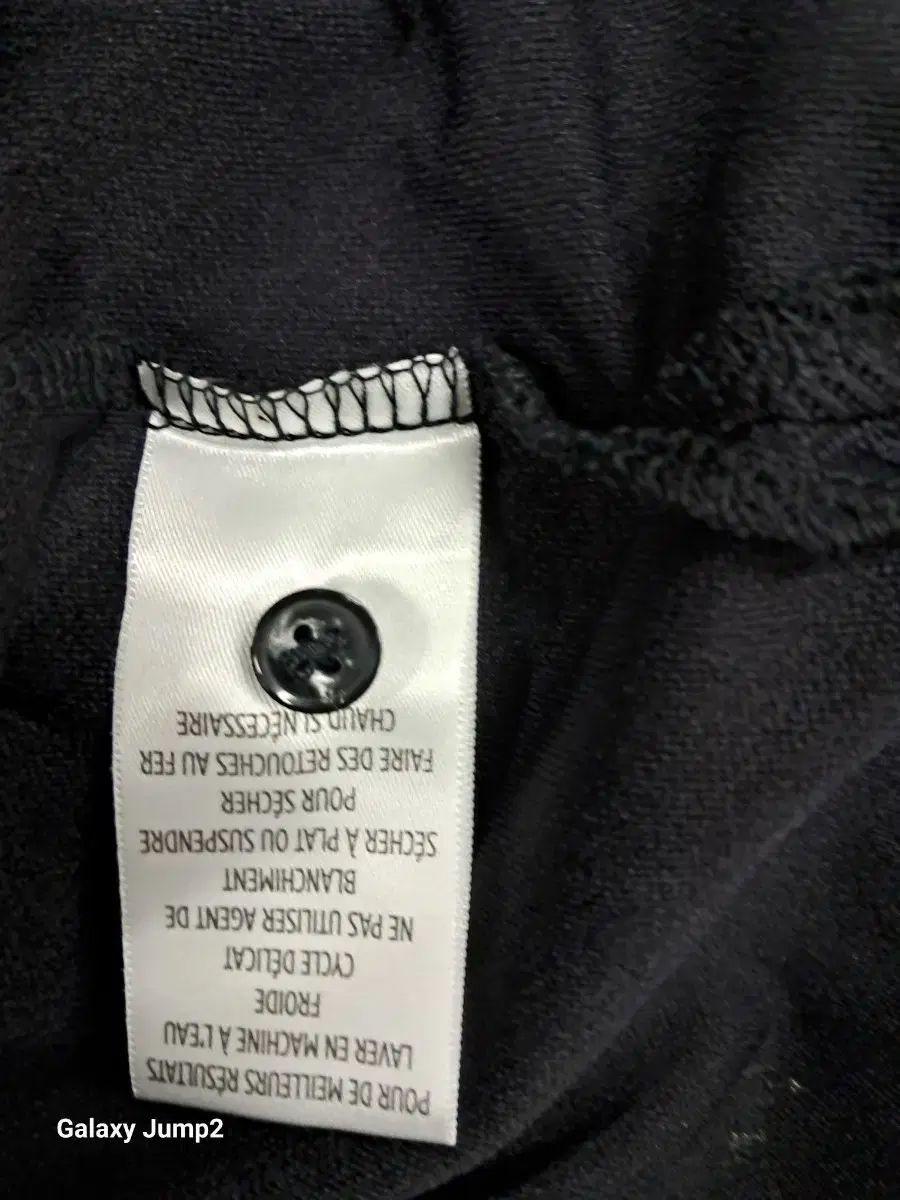 POUR DE MEILLEURS RÉSULTATS
LAVER EN MACHINE À L'EAU
FROIDE
CYCLE DÉLICAT
NE PAS UTILISER AGENT DE
BLANCHIMENT
SÉCHER À PLAT OU SUSPENDRE
POUR SÉCHER
FAIRE DES RETOUCHES AU FER
CHAUD SI NÉCESSAIRE
Galaxy Jump2